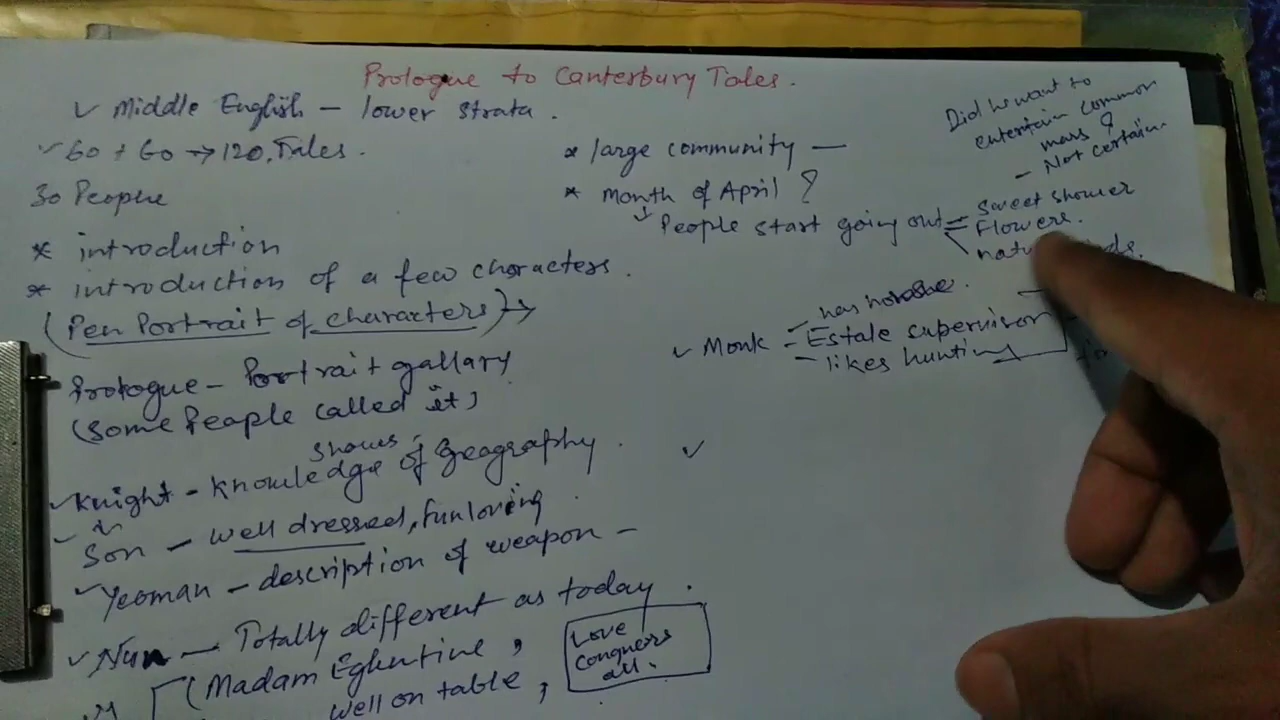 Prologue to Canterbury Tales.
✓ Middle English – lower strata.
✓ 60 + 60 → 120. Tales.
30 People
* introduction
* introduction of a few characters.
(Pen Portrait of characters) →
Prologue – Portrait gallary
(Some People called it)
shows
✓ Knight – knowledge of Geography.
✓ Son – well dressed, fun loving
✓ Yeoman – description of weapon –
✓ Nun – Totally different as today.
(Madam Eglentine,
well on table,
Love
Conquers
all.
* large community –
* Month of April ?
↓ People start going out
Did he want to
entertain common
mass ?
– Not certain.
– Sweet shower
Flowers.
has horashe.
✓ Monk – Estale supervisor
– likes hunting
✓